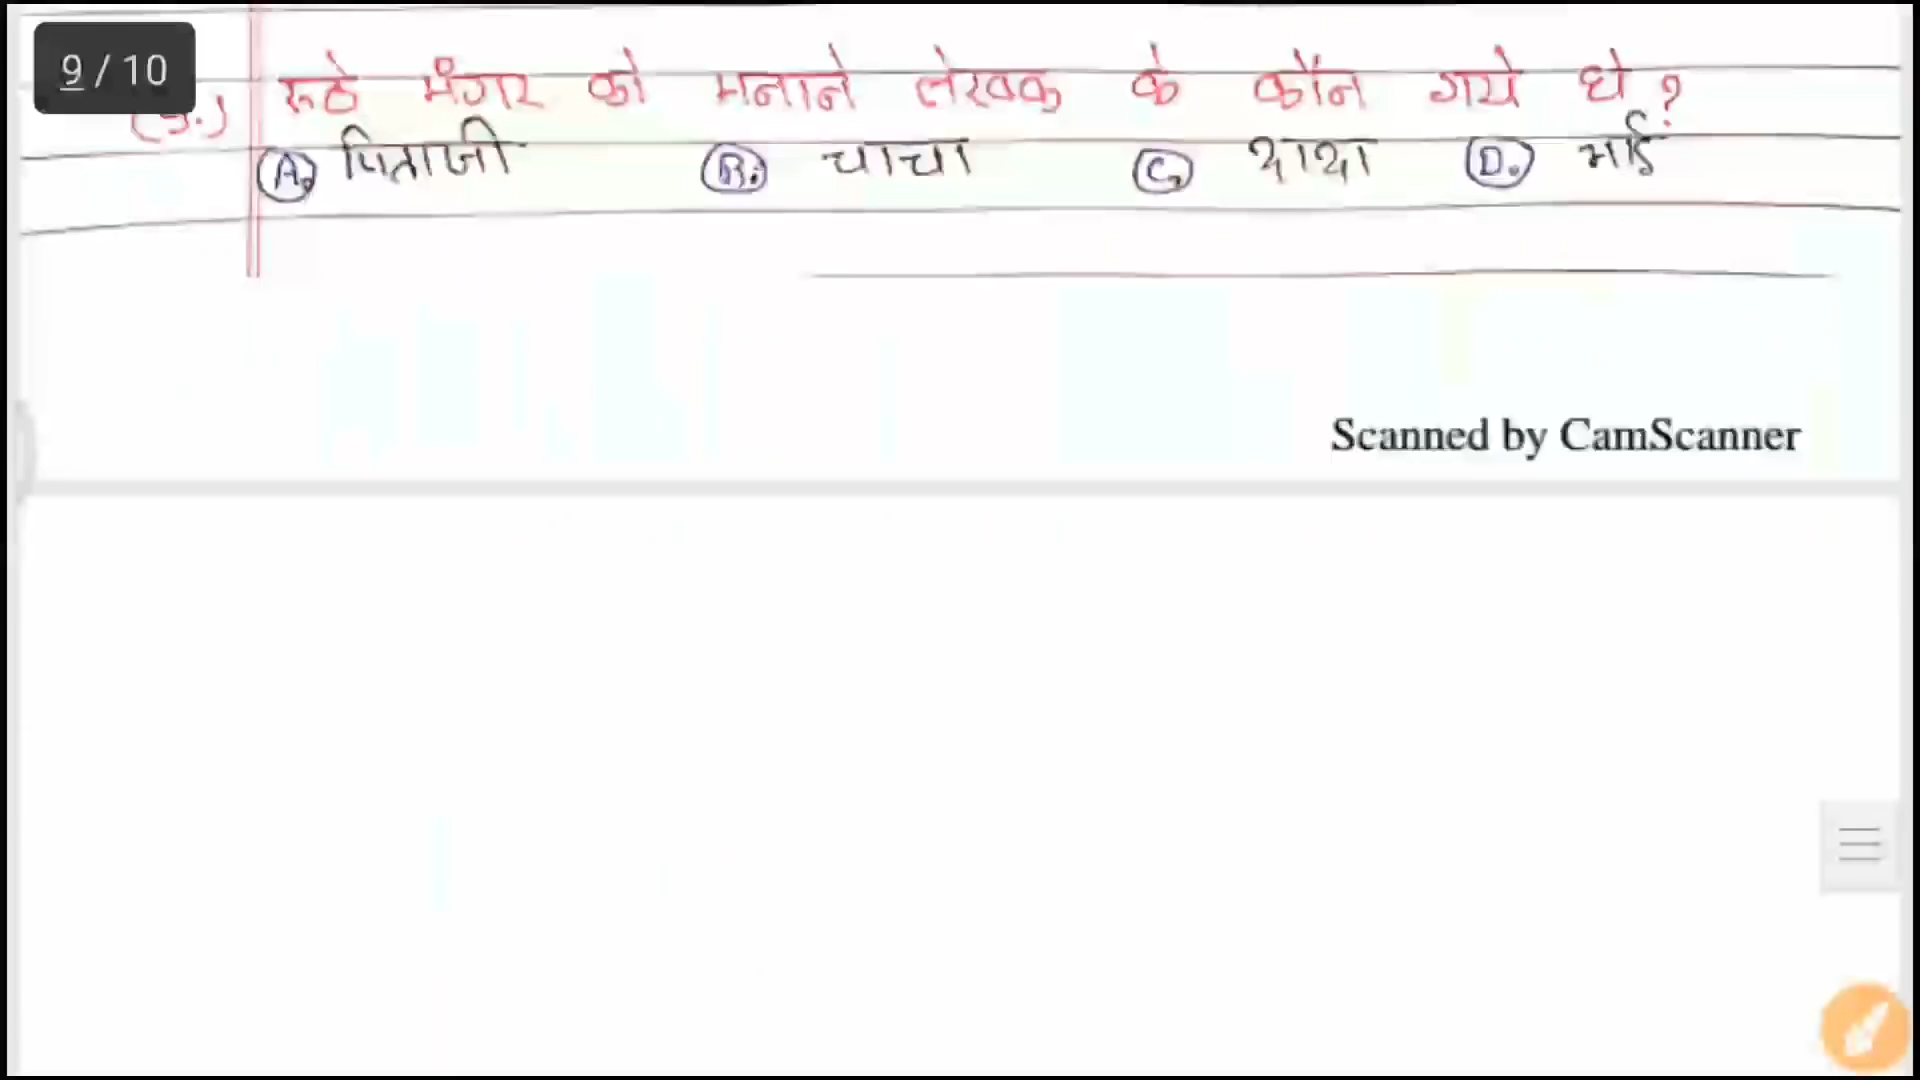 9 / 10
रूठे मंगर को मनाने लेखक के कौन गये थे ?
(A.) पिताजी (B.) चाचा (C.) दादा (D.) भाई
Scanned by CamScanner